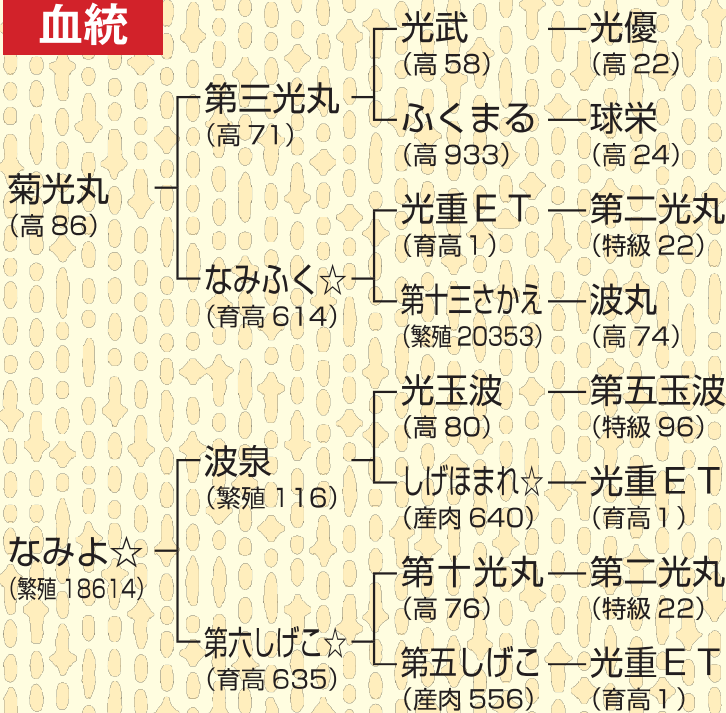 血統
菊光丸
（高 86）
第三光丸
（高 71）
光武
（高 58）
光優
（高 22）
ふくまる
（高 933）
球栄
（高 24）
なみふく☆
（育高 614）
光重ＥＴ
（育高 1）
第二光丸
（特級 22）
第十三さかえ
（繁殖 20353）
波丸
（高 74）
なみよ☆
（繁殖 18614）
波泉
（繁殖 116）
光玉波
（高 80）
第五玉波
（特級 96）
しげほまれ☆
（産肉 640）
光重ＥＴ
（育高 1）
第六しげこ☆
（育高 635）
第十光丸
（高 76）
第二光丸
（特級 22）
第五しげこ
（産肉 556）
光重ＥＴ
（育高 1）